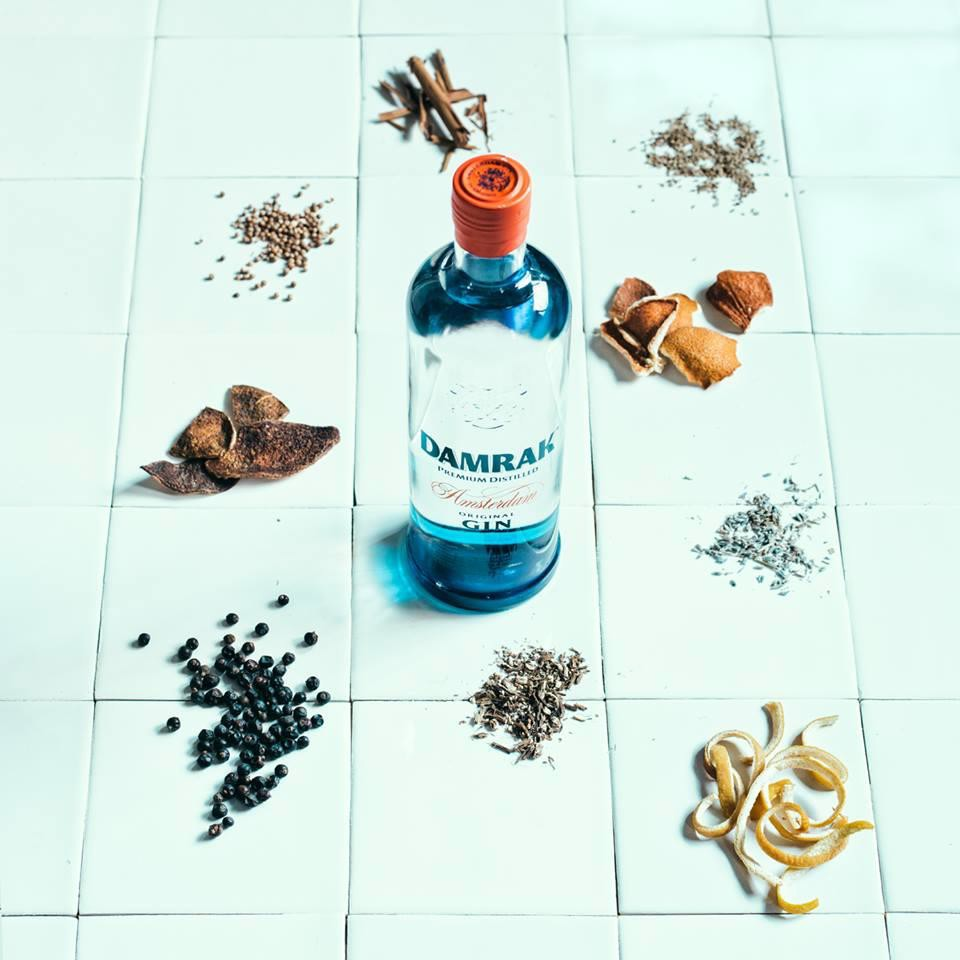 DAMRAK
PREMIUM DISTILLED
Amsterdam
ORIGINAL
GIN